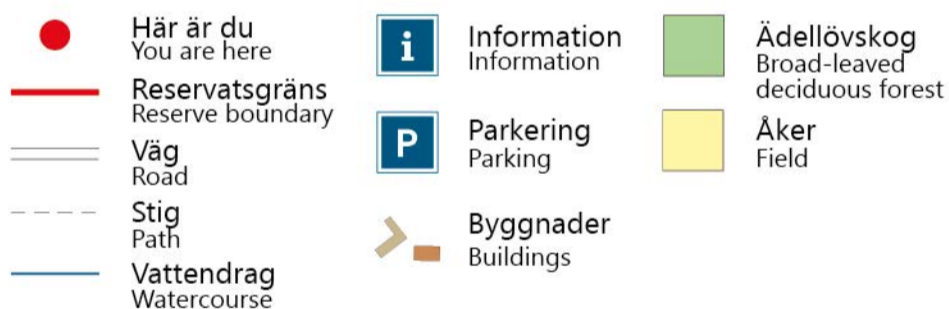 Här är du
You are here
Reservatsgräns
Reserve boundary
Väg
Road
Stig
Path
Vattendrag
Watercourse
i
Information
Information
P
Parkering
Parking
Byggnader
Buildings
Ädellövskog
Broad-leaved
deciduous forest
Åker
Field